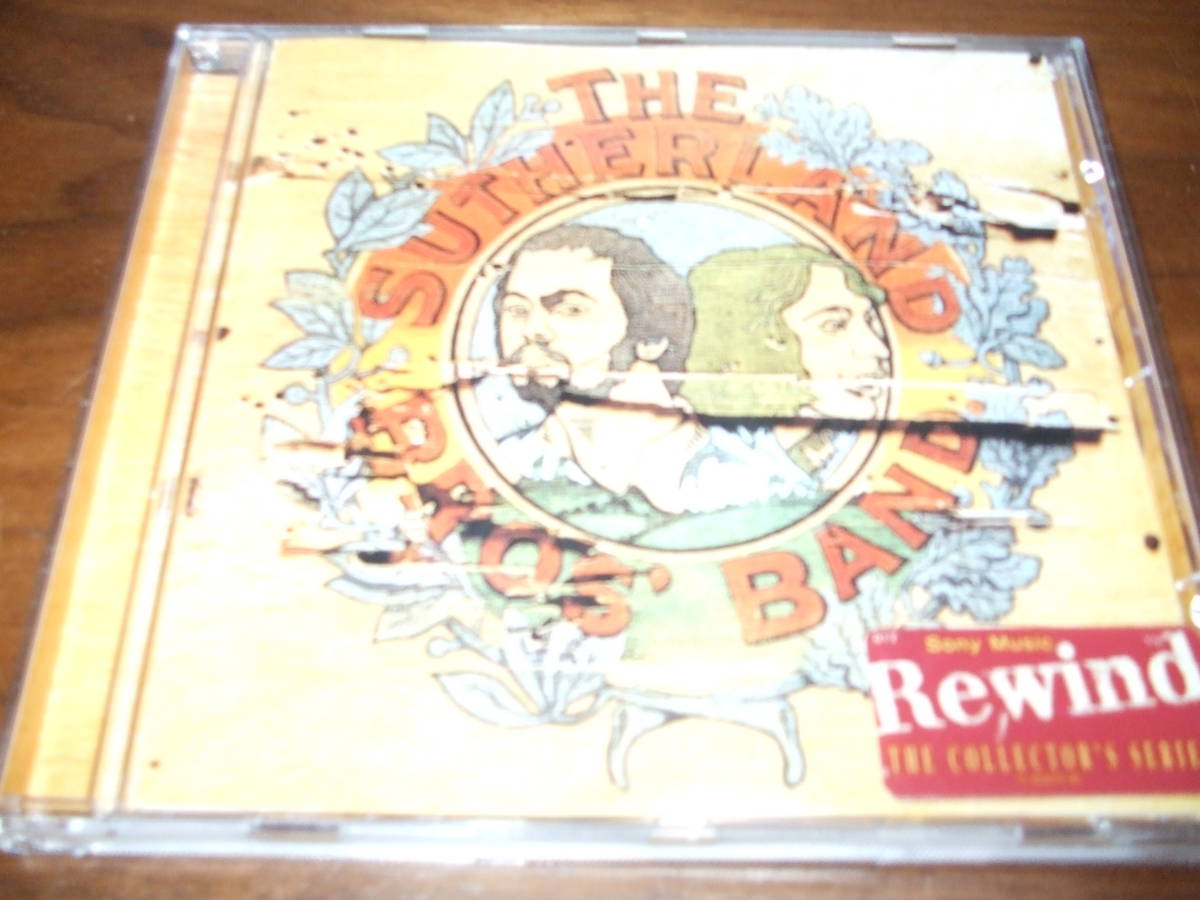 THE
SUTHERLAND
BROS' BAND
Sony Music
Rewind
THE COLLECTOR'S SERIES